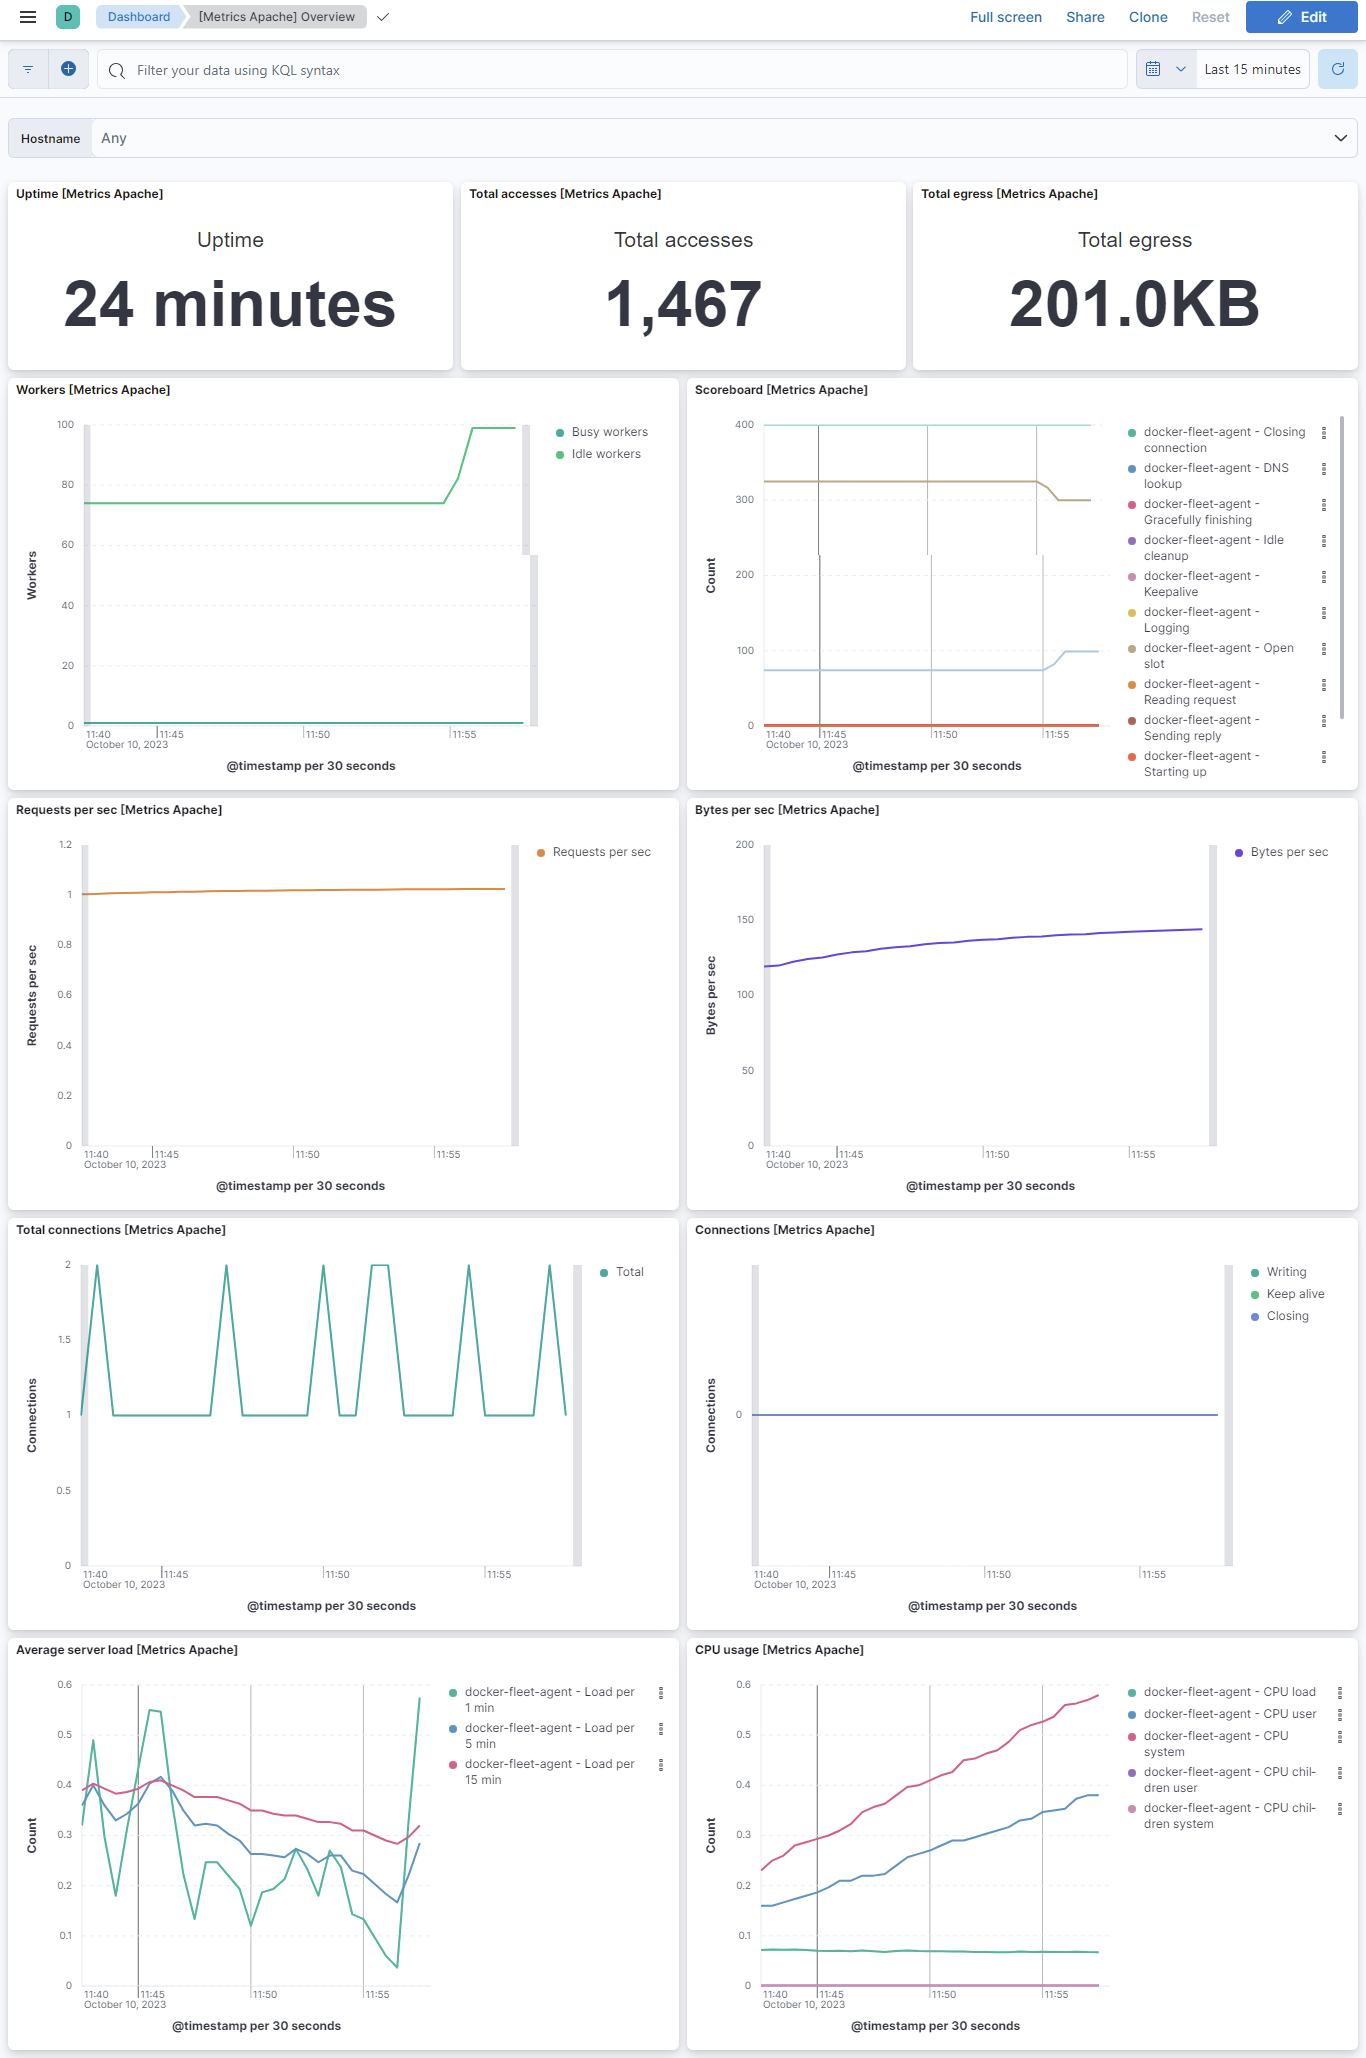 D
Dashboard
[Metrics Apache] Overview
Full screen
Share
Clone
Reset
Edit
Filter your data using KQL syntax
Last 15 minutes
Hostname
Any
Uptime [Metrics Apache]
Uptime
24 minutes
Total accesses [Metrics Apache]
Total accesses
1,467
Total egress [Metrics Apache]
Total egress
201.0KB
Workers [Metrics Apache]
Workers
100
80
60
40
20
0
11:40
11:45
11:50
11:55
October 10, 2023
@timestamp per 30 seconds
Busy workers
Idle workers
Scoreboard [Metrics Apache]
Count
400
300
200
100
0
11:40
11:45
11:50
11:55
October 10, 2023
@timestamp per 30 seconds
docker-fleet-agent - Closing
connection
docker-fleet-agent - DNS
lookup
docker-fleet-agent -
Gracefully finishing
docker-fleet-agent - Idle
cleanup
docker-fleet-agent -
Keepalive
docker-fleet-agent -
Logging
docker-fleet-agent - Open
slot
docker-fleet-agent -
Reading request
docker-fleet-agent -
Sending reply
docker-fleet-agent -
Starting up
Requests per sec [Metrics Apache]
Requests per sec
1.2
1
0.8
0.6
0.4
0.2
0
11:40
11:45
11:50
11:55
October 10, 2023
@timestamp per 30 seconds
Requests per sec
Bytes per sec [Metrics Apache]
Bytes per sec
200
150
100
50
0
11:40
11:45
11:50
11:55
October 10, 2023
@timestamp per 30 seconds
Bytes per sec
Total connections [Metrics Apache]
Connections
2
1.5
1
0.5
0
11:40
11:45
11:50
11:55
October 10, 2023
@timestamp per 30 seconds
Total
Connections [Metrics Apache]
Connections
0
11:40
11:45
11:50
11:55
October 10, 2023
@timestamp per 30 seconds
Writing
Keep alive
Closing
Average server load [Metrics Apache]
Count
0.6
0.5
0.4
0.3
0.2
0.1
0
11:40
11:45
11:50
11:55
October 10, 2023
@timestamp per 30 seconds
docker-fleet-agent - Load per
1 min
docker-fleet-agent - Load per
5 min
docker-fleet-agent - Load per
15 min
CPU usage [Metrics Apache]
Count
0.6
0.5
0.4
0.3
0.2
0.1
0
11:40
11:45
11:50
11:55
October 10, 2023
@timestamp per 30 seconds
docker-fleet-agent - CPU load
docker-fleet-agent - CPU user
docker-fleet-agent - CPU
system
docker-fleet-agent - CPU chil-
dren user
docker-fleet-agent - CPU chil-
dren system